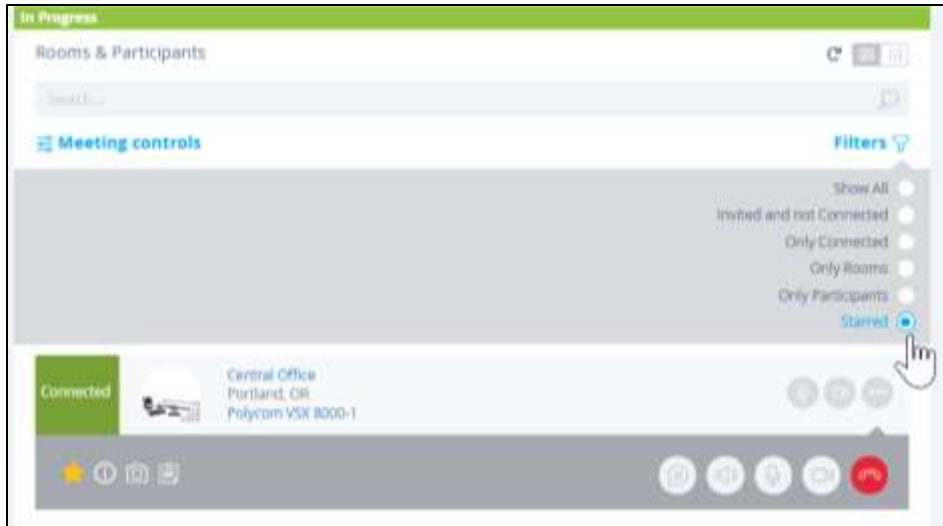 In Progress
Rooms & Participants
Search...
Meeting controls
Filters
Show All
Invited and not Connected
Only Connected
Only Rooms
Only Participants
Starred
Connected
Central Office
Portland, OR
Polycom VSX 8000-1